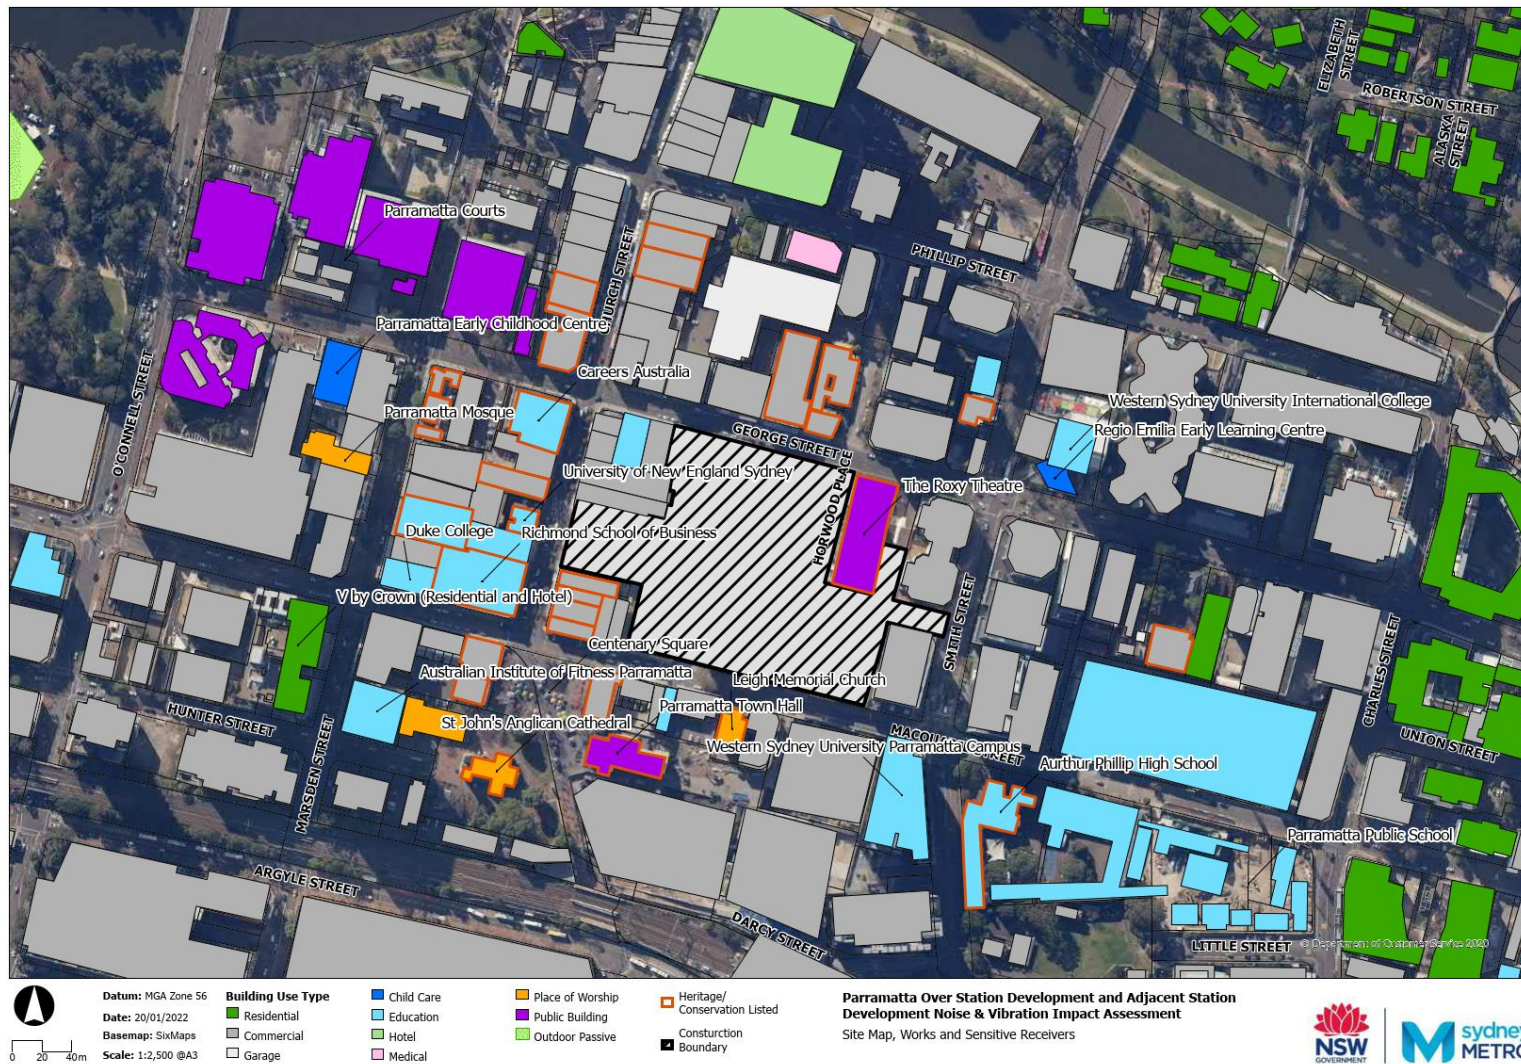 ELIZABETH
STREET
ROBERTSON STREET
ALASKA
STREET
Parramatta Courts
PHILLIP STREET
HURCH STREET
Parramatta Early Childhood Centre
O'CONNELL STREET
Careers Australia
Western Sydney University International College
Parramatta Mosque
GEORGE STREET
Regio Emilia Early Learning Centre
University of New England Sydney
HORWOOD PLACE
The Roxy Theatre
Duke College
Richmond School of Business
V by Crown (Residential and Hotel)
SMITH STREET
Centenary Square
CHARLES STREET
Australian Institute of Fitness Parramatta
Leigh Memorial Church
Parramatta Town Hall
HUNTER STREET
St John's Anglican Cathedral
MACQU STREET
UNION STREET
Western Sydney University Parramatta Campus
MARSDEN STREET
Aurthur Phillip High School
Parramatta Public School
ARGYLE STREET
DARCY STREET
LITTLE STREET
© Department of Customer Service 2020
0 20 40m
Datum: MGA Zone 56
Date: 20/01/2022
Basemap: SixMaps
Scale: 1:2,500 @A3
Building Use Type
Residential
Commercial
Garage
Child Care
Education
Hotel
Medical
Place of Worship
Public Building
Outdoor Passive
Heritage/
Conservation Listed
Consturction
Boundary
Parramatta Over Station Development and Adjacent Station
Development Noise & Vibration Impact Assessment
Site Map, Works and Sensitive Receivers
NSW
GOVERNMENT
sydney
METRO